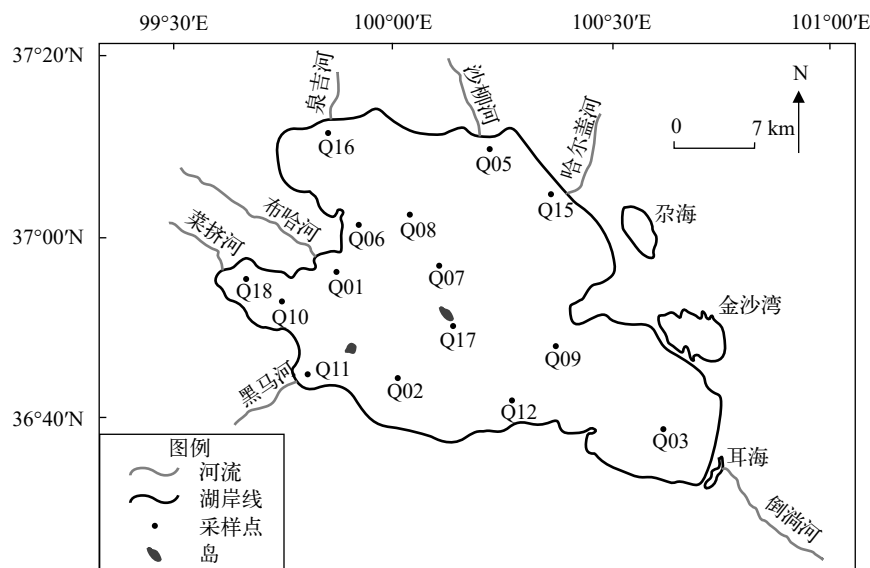 99°30′E
100°00′E
100°30′E
101°00′E
37°20′N
37°00′N
36°40′N
N
0
7 km
泉吉河
沙柳河
哈尔盖河
Q16
Q05
Q15
尕海
布哈河
菜挤河
Q06
Q08
Q18
Q01
Q07
Q10
金沙湾
Q17
Q09
黑马河
Q11
Q02
Q12
Q03
耳海
倒淌河
图例
河流
湖岸线
采样点
岛